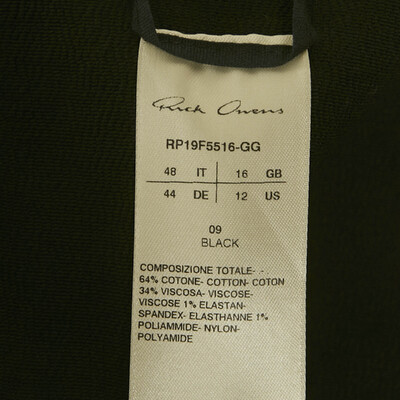 Rick Owens
RP19F5516-GG
48 IT 16 GB
44 DE 12 US
09
BLACK
COMPOSIZIONE TOTALE- -
64% COTONE- COTTON- COTON
34% VISCOSA- VISCOSE-
VISCOSE 1% ELASTAN-
SPANDEX- ELASTHANNE 1%
POLIAMMIDE- NYLON-
POLYAMIDE